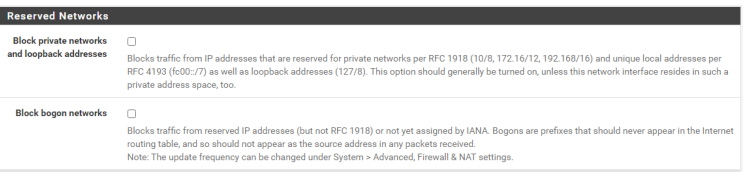 Reserved Networks
Block private networks
and loopback addresses
Blocks traffic from IP addresses that are reserved for private networks per RFC 1918 (10/8, 172.16/12, 192.168/16) and unique local addresses per
RFC 4193 (fc00::/7) as well as loopback addresses (127/8). This option should generally be turned on, unless this network interface resides in such a
private address space, too.
Block bogon networks
Blocks traffic from reserved IP addresses (but not RFC 1918) or not yet assigned by IANA. Bogons are prefixes that should never appear in the Internet
routing table, and so should not appear as the source address in any packets received.
Note: The update frequency can be changed under System > Advanced, Firewall & NAT settings.